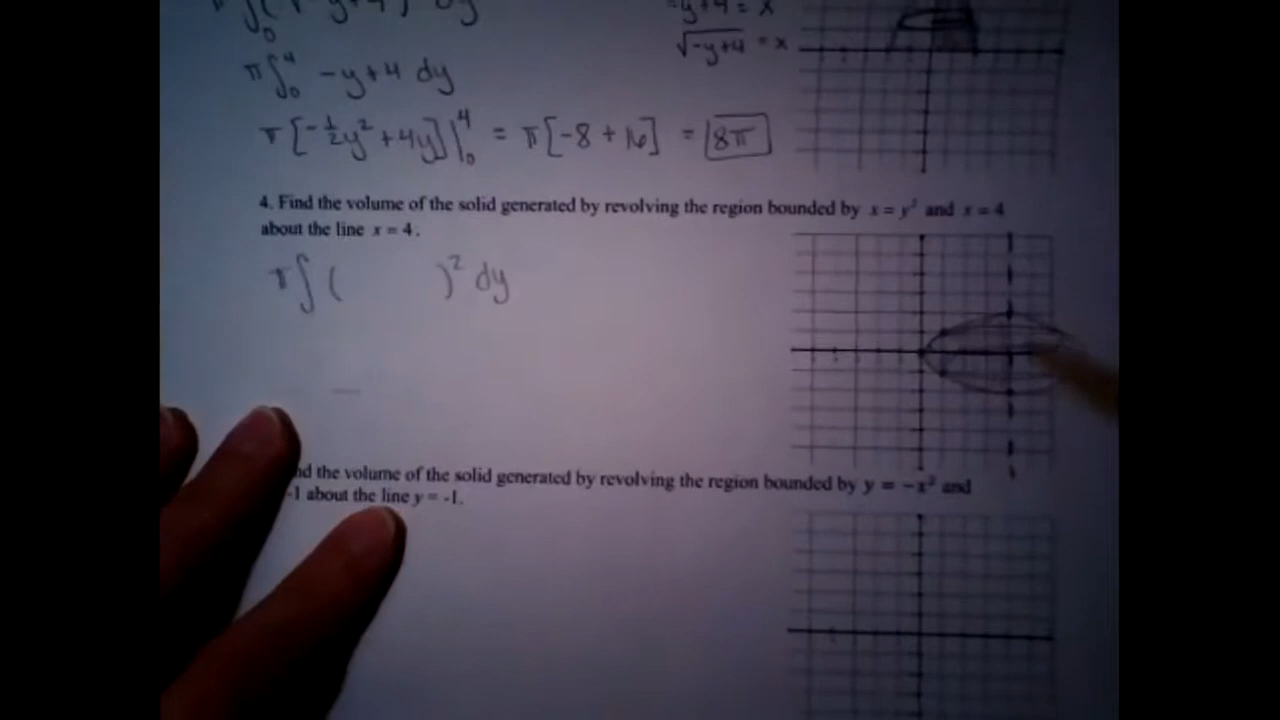 -y+4 = x
√-y+4 = x
π∫₀⁴ -y+4 dy
π[-½y²+4y]|₀⁴ = π[-8+16] = 8π
4. Find the volume of the solid generated by revolving the region bounded by x = y² and x = 4
about the line x = 4.
π∫( )² dy
the volume of the solid generated by revolving the region bounded by y = -x² and
-1 about the line y = -1.